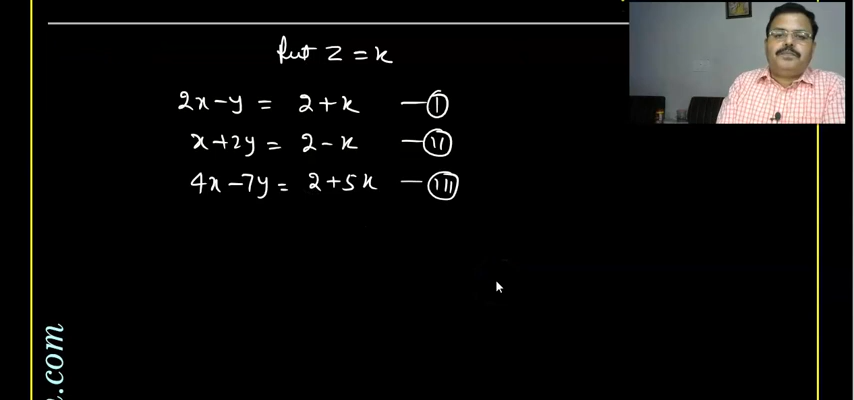 Put Z = k
2x - y = 2 + k — (I)
x + 2y = 2 - k — (II)
4x - 7y = 2 + 5k — (III)
.com